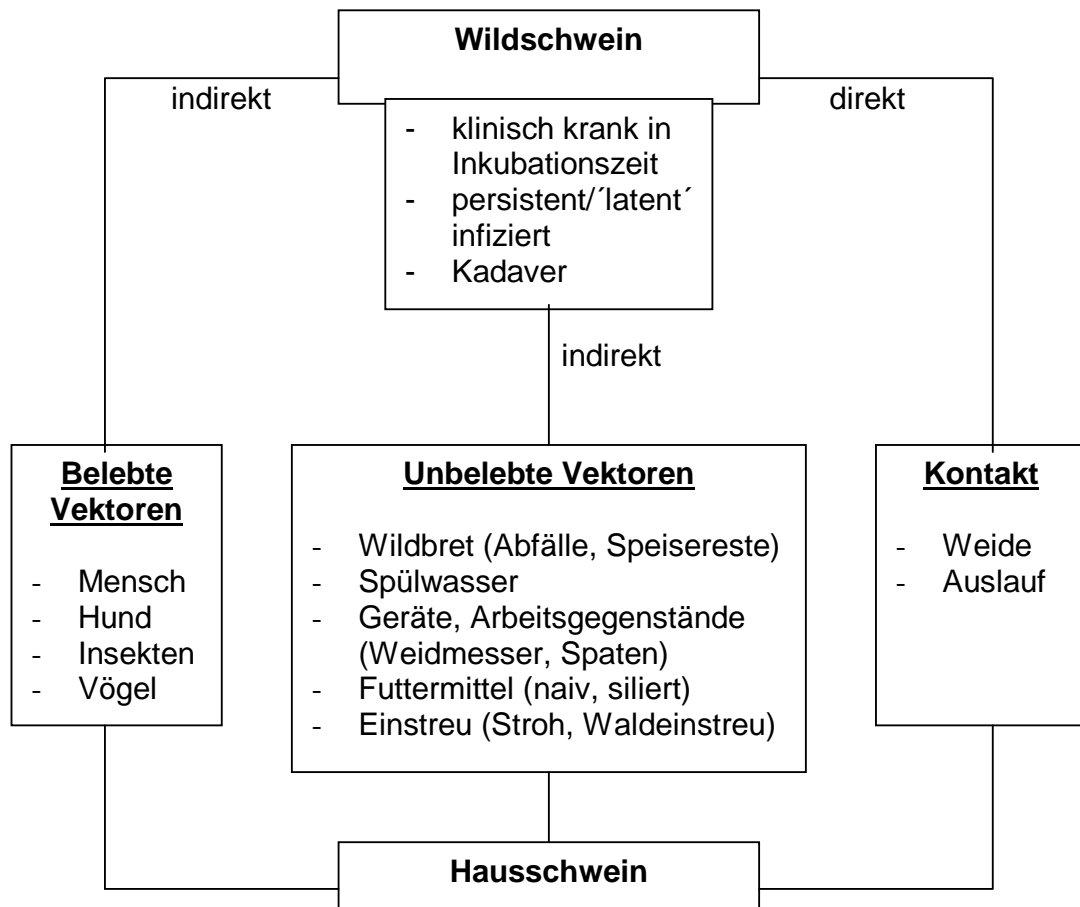 Wildschwein
indirekt
direkt
- klinisch krank in
Inkubationszeit
- persistent/´latent´
infiziert
- Kadaver
indirekt
Belebte
Vektoren
- Mensch
- Hund
- Insekten
- Vögel
Unbelebte Vektoren
- Wildbret (Abfälle, Speisereste)
- Spülwasser
- Geräte, Arbeitsgegenstände
(Weidmesser, Spaten)
- Futtermittel (naiv, siliert)
- Einstreu (Stroh, Waldeinstreu)
Kontakt
- Weide
- Auslauf
Hausschwein